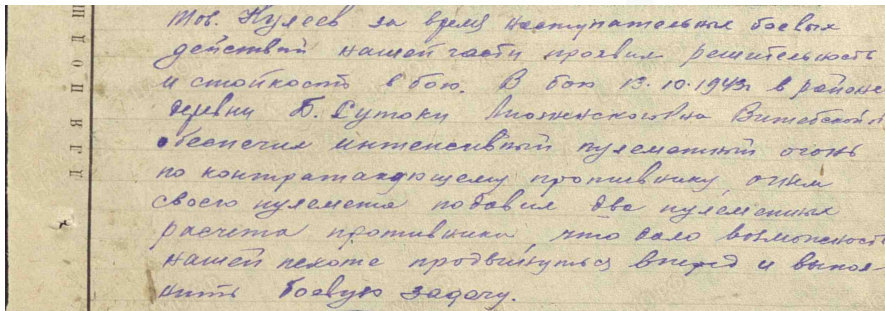 Тов. Кулеев за время наступательных боевых
действий нашей части проявил решительность
и стойкость в бою. В бою 13.10.1943г в районе
деревни Б. Сутоки Лиозненского р-на Витебской
обеспечил интенсивный пулеметный огонь
по контратакующему противнику, огнем
своего пулемета подавил два пулеметных
расчета противника, что дало возможность
нашей пехоте продвинуться вперед и выпол-
нить боевую задачу.